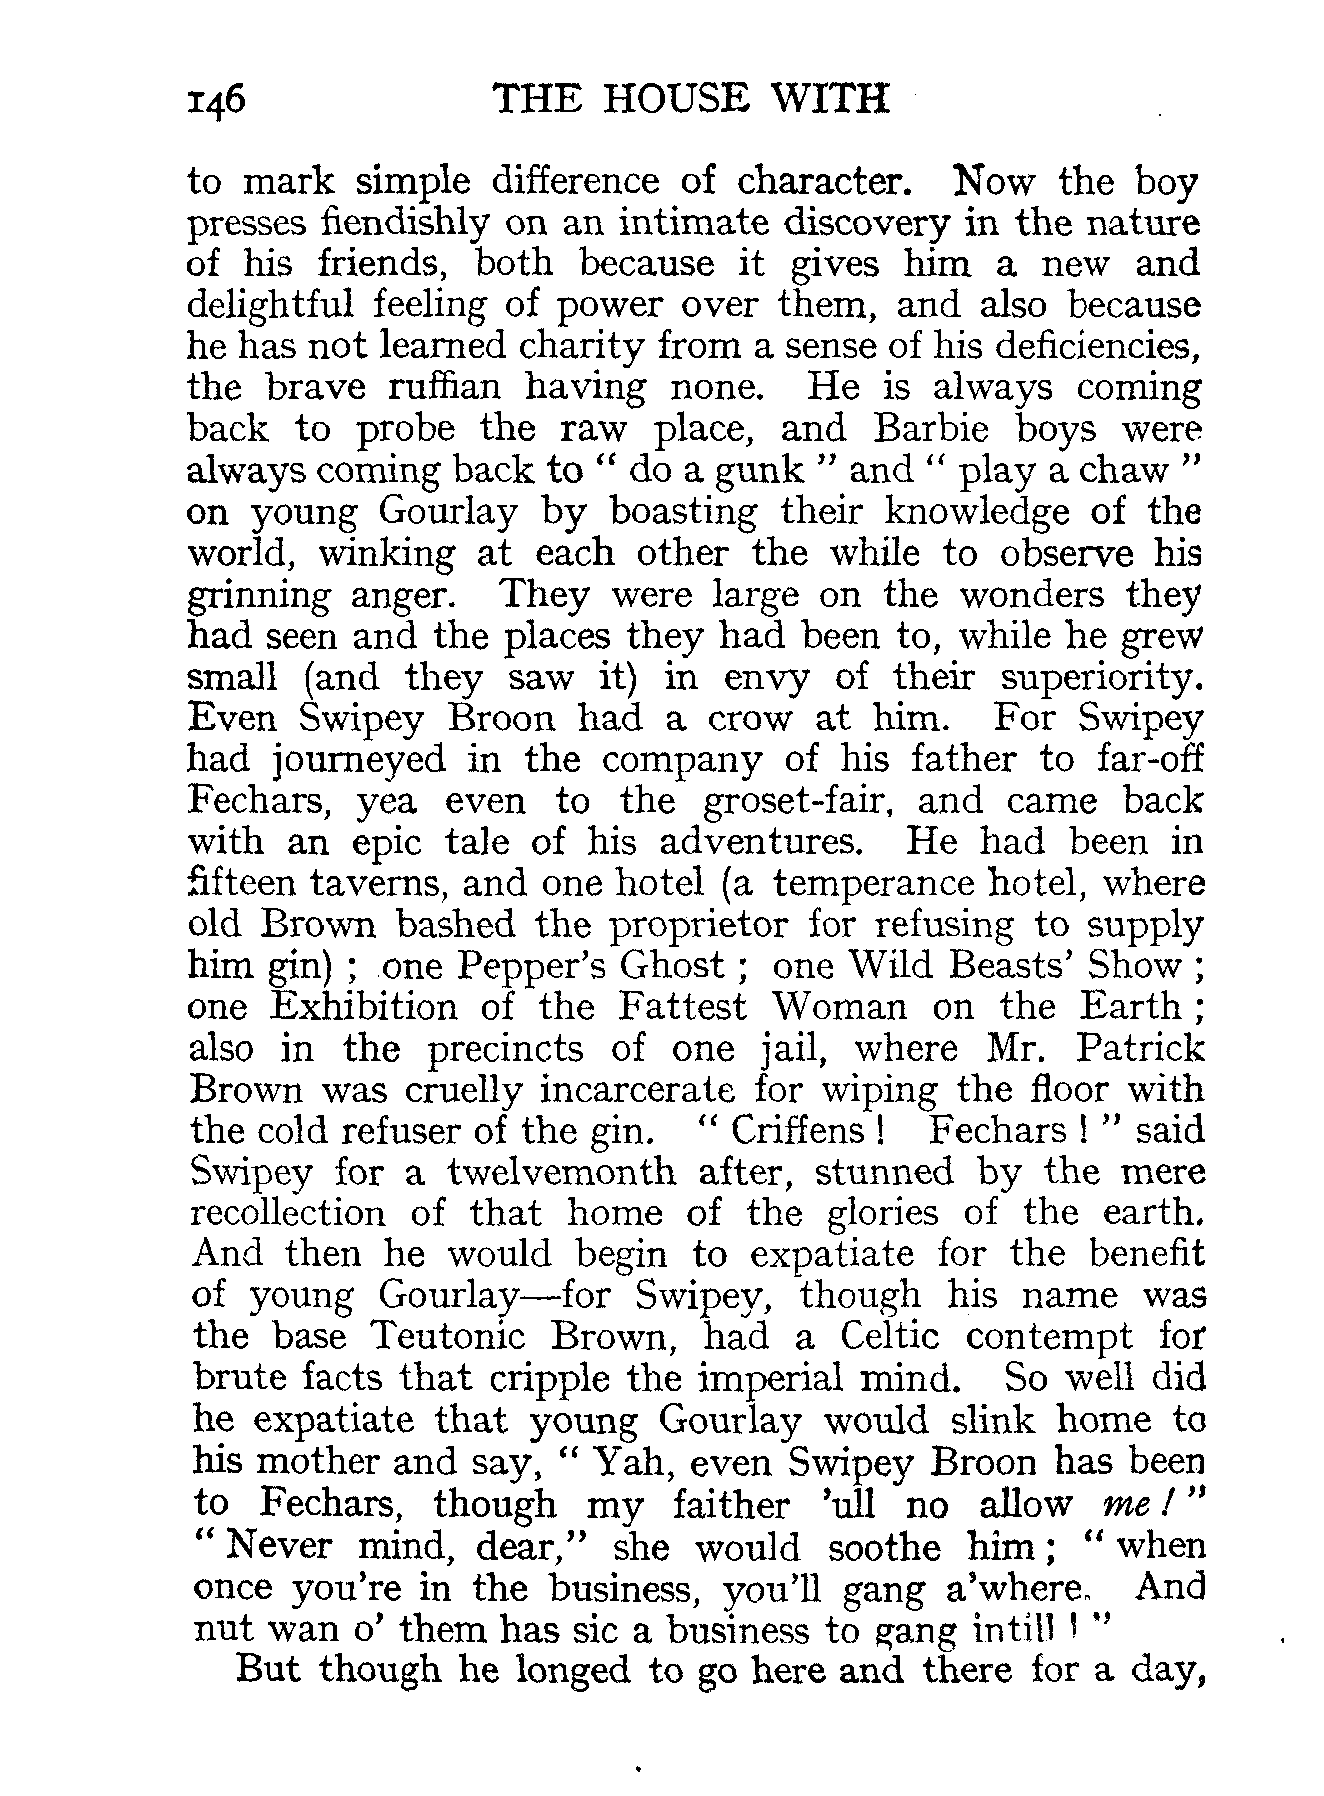 146 THE HOUSE WITH
to mark simple difference of character. Now the boy
presses fiendishly on an intimate discovery in the nature
of his friends, both because it gives him a new and
delightful feeling of power over them, and also because
he has not learned charity from a sense of his deficiencies,
the brave ruffian having none. He is always coming
back to probe the raw place, and Barbie boys were
always coming back to “ do a gunk ” and “ play a chaw ”
on young Gourlay by boasting their knowledge of the
world, winking at each other the while to observe his
grinning anger. They were large on the wonders they
had seen and the places they had been to, while he grew
small (and they saw it) in envy of their superiority.
Even Swipey Broon had a crow at him. For Swipey
had journeyed in the company of his father to far-off
Fechars, yea even to the groset-fair, and came back
with an epic tale of his adventures. He had been in
fifteen taverns, and one hotel (a temperance hotel, where
old Brown bashed the proprietor for refusing to supply
him gin) ; one Pepper’s Ghost ; one Wild Beasts’ Show ;
one Exhibition of the Fattest Woman on the Earth ;
also in the precincts of one jail, where Mr. Patrick
Brown was cruelly incarcerate for wiping the floor with
the cold refuser of the gin. “ Criffens ! Fechars ! ” said
Swipey for a twelvemonth after, stunned by the mere
recollection of that home of the glories of the earth.
And then he would begin to expatiate for the benefit
of young Gourlay—for Swipey, though his name was
the base Teutonic Brown, had a Celtic contempt for
brute facts that cripple the imperial mind. So well did
he expatiate that young Gourlay would slink home to
his mother and say, “ Yah, even Swipey Broon has been
to Fechars, though my faither ’ull no allow me ! ”
“ Never mind, dear,” she would soothe him ; “ when
once you’re in the business, you’ll gang a’where. And
nut wan o’ them has sic a business to gang intill ! ”
But though he longed to go here and there for a day,